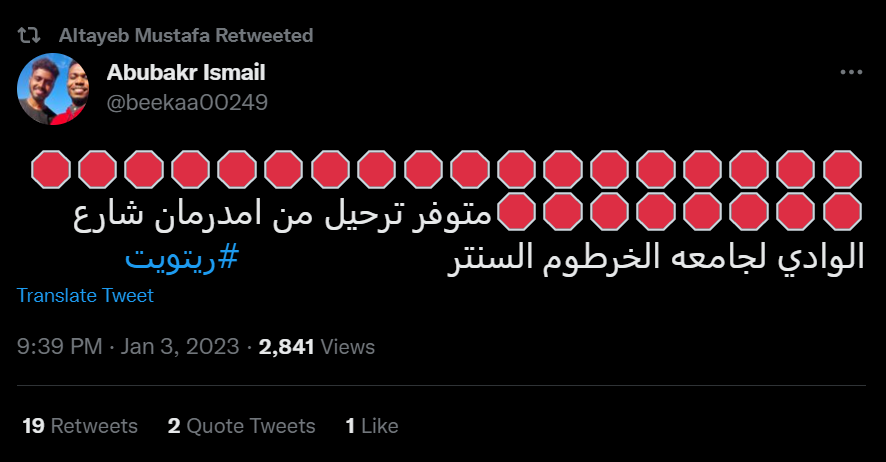 Altayeb Mustafa Retweeted
Abubakr Ismail
@beekaa00249
🛑🛑🛑🛑🛑🛑🛑🛑🛑🛑🛑🛑🛑🛑🛑🛑🛑🛑
🛑🛑🛑🛑🛑🛑🛑🛑متوفر ترحيل من امدرمان شارع
الوادي لجامعه الخرطوم السنتر #ريتويت
Translate Tweet
9:39 PM · Jan 3, 2023 · 2,841 Views
19 Retweets 2 Quote Tweets 1 Like